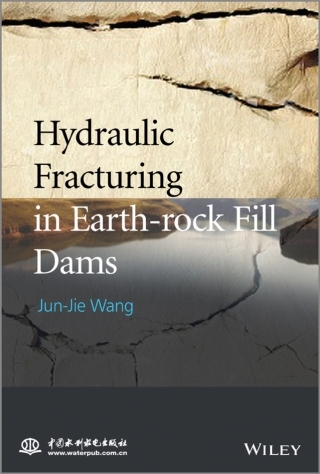 Hydraulic
Fracturing
in Earth-rock Fill
Dams
Jun-Jie Wang
中国水利水电出版社
www.waterpub.com.cn
WILEY